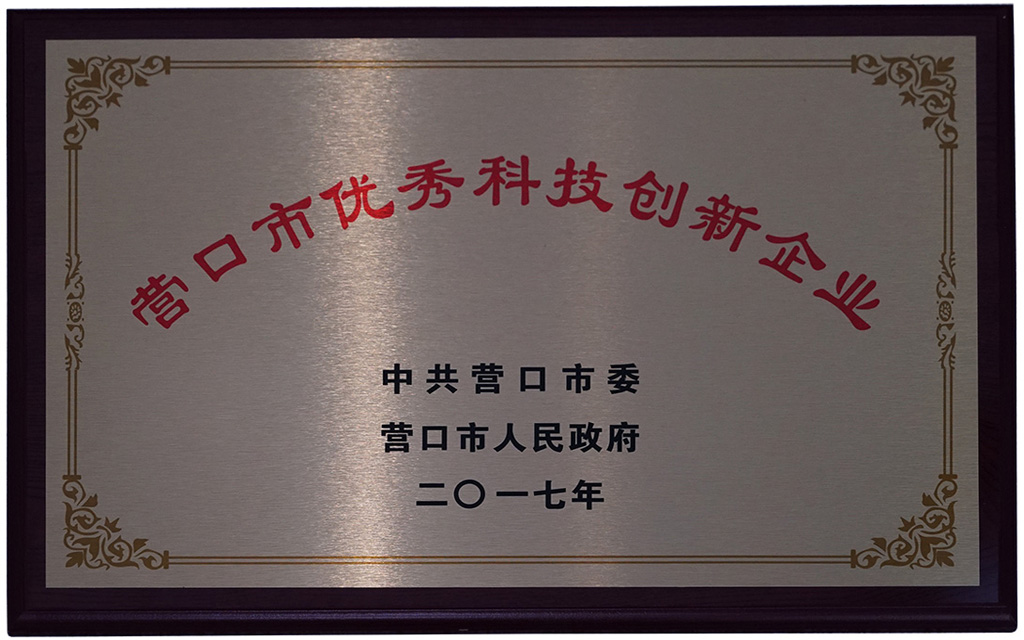 营口市优秀科技创新企业
中共营口市委
营口市人民政府
二〇一七年